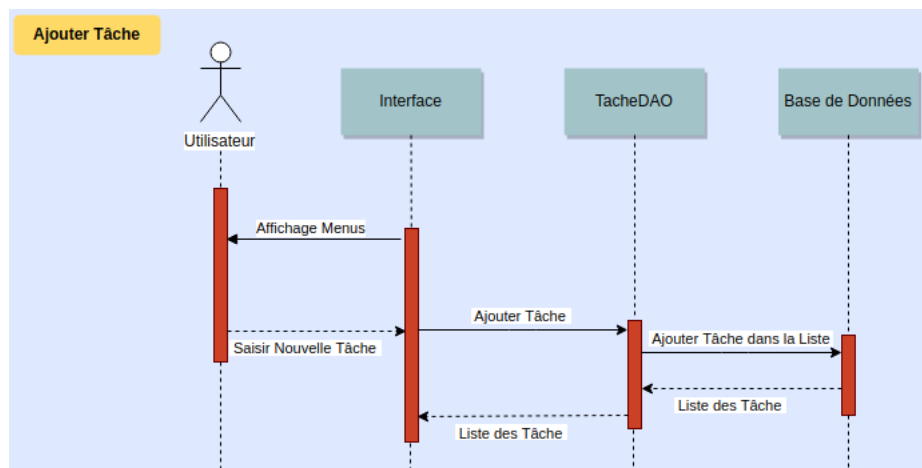 Ajouter Tâche
Interface
TacheDAO
Base de Données
Utilisateur
Affichage Menus
Ajouter Tâche
Saisir Nouvelle Tâche
Ajouter Tâche dans la Liste
Liste des Tâche
Liste des Tâche